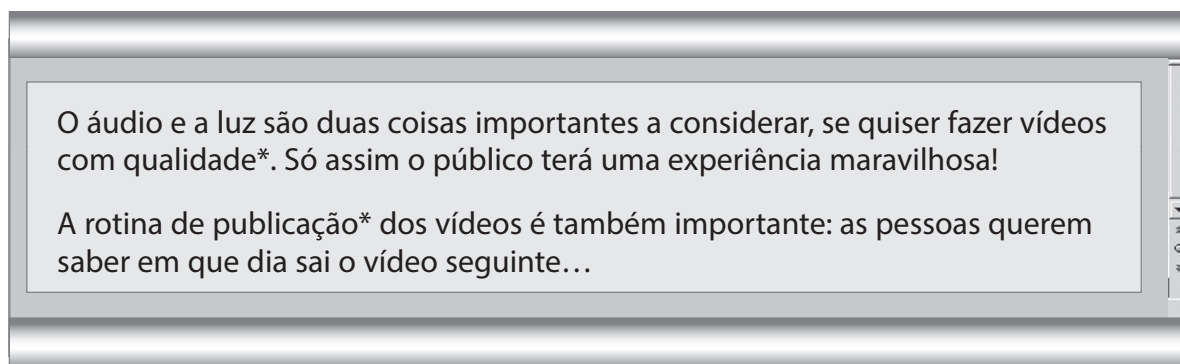 O áudio e a luz são duas coisas importantes a considerar, se quiser fazer vídeos
com qualidade*. Só assim o público terá uma experiência maravilhosa!
A rotina de publicação* dos vídeos é também importante: as pessoas querem
saber em que dia sai o vídeo seguinte…